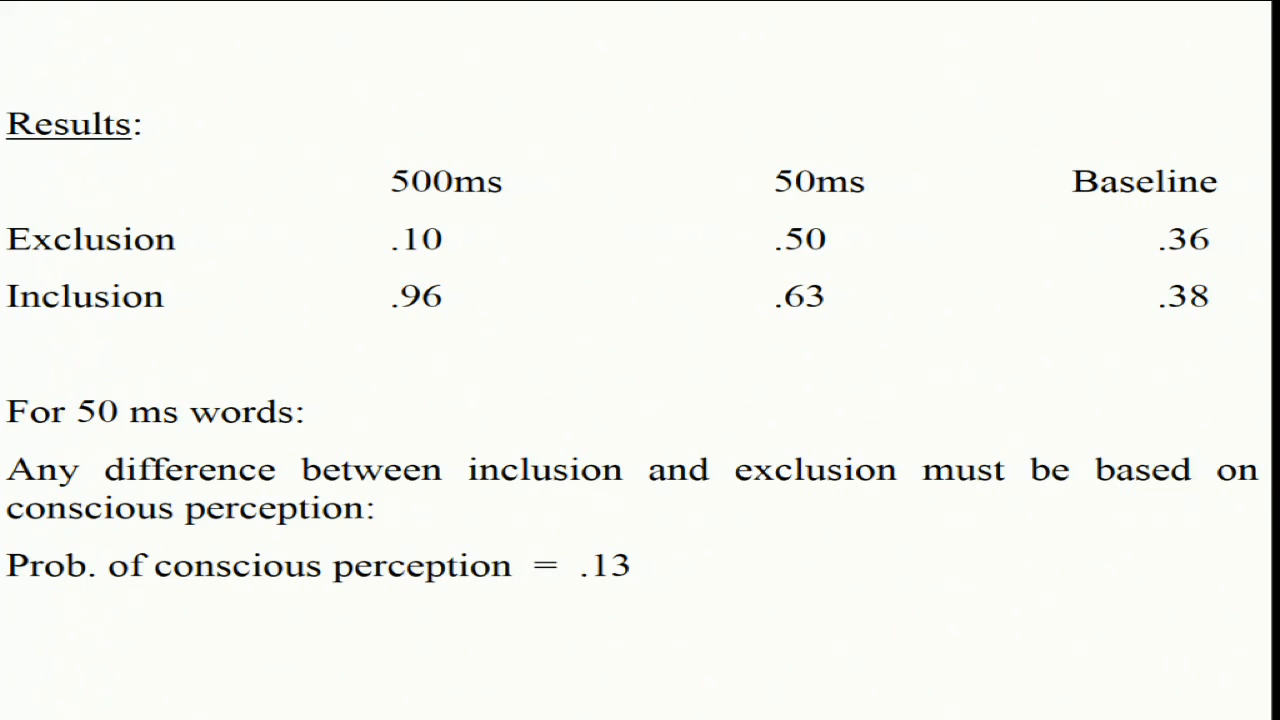 Results:
500ms 50ms Baseline
Exclusion .10 .50 .36
Inclusion .96 .63 .38
For 50 ms words:
Any difference between inclusion and exclusion must be based on
conscious perception:
Prob. of conscious perception = .13